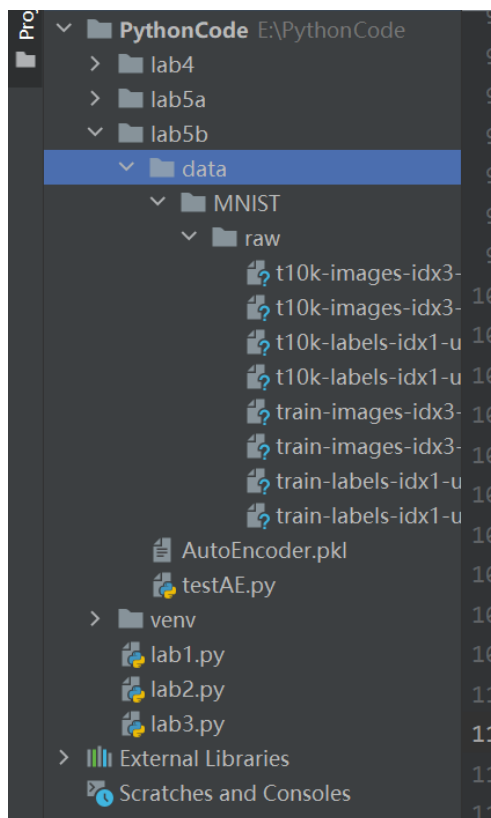 Proj
PythonCode E:\PythonCode
lab4
lab5a
lab5b
data
MNIST
raw
t10k-images-idx3-
t10k-images-idx3-
t10k-labels-idx1-u
t10k-labels-idx1-u
train-images-idx3-
train-images-idx3-
train-labels-idx1-u
train-labels-idx1-u
AutoEncoder.pkl
testAE.py
venv
lab1.py
lab2.py
lab3.py
External Libraries
Scratches and Consoles